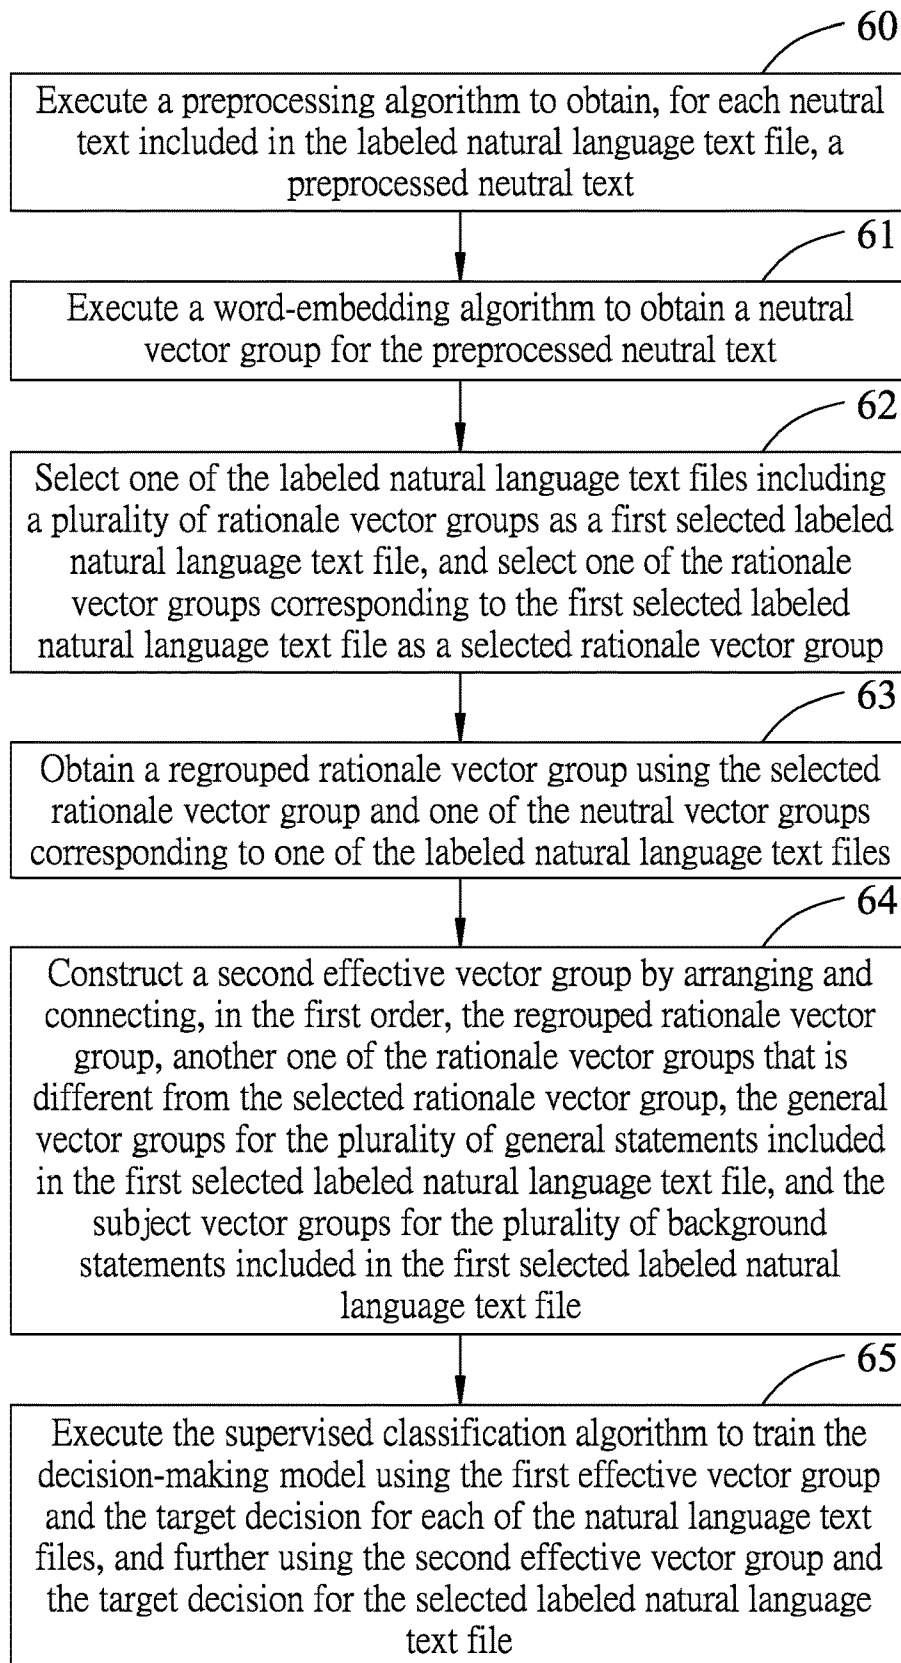 60
Execute a preprocessing algorithm to obtain, for each neutral
text included in the labeled natural language text file, a
preprocessed neutral text
61
Execute a word-embedding algorithm to obtain a neutral
vector group for the preprocessed neutral text
62
Select one of the labeled natural language text files including
a plurality of rationale vector groups as a first selected labeled
natural language text file, and select one of the rationale
vector groups corresponding to the first selected labeled
natural language text file as a selected rationale vector group
63
Obtain a regrouped rationale vector group using the selected
rationale vector group and one of the neutral vector groups
corresponding to one of the labeled natural language text files
64
Construct a second effective vector group by arranging and
connecting, in the first order, the regrouped rationale vector
group, another one of the rationale vector groups that is
different from the selected rationale vector group, the general
vector groups for the plurality of general statements included
in the first selected labeled natural language text file, and the
subject vector groups for the plurality of background
statements included in the first selected labeled natural
language text file
65
Execute the supervised classification algorithm to train the
decision-making model using the first effective vector group
and the target decision for each of the natural language text
files, and further using the second effective vector group and
the target decision for the selected labeled natural language
text file